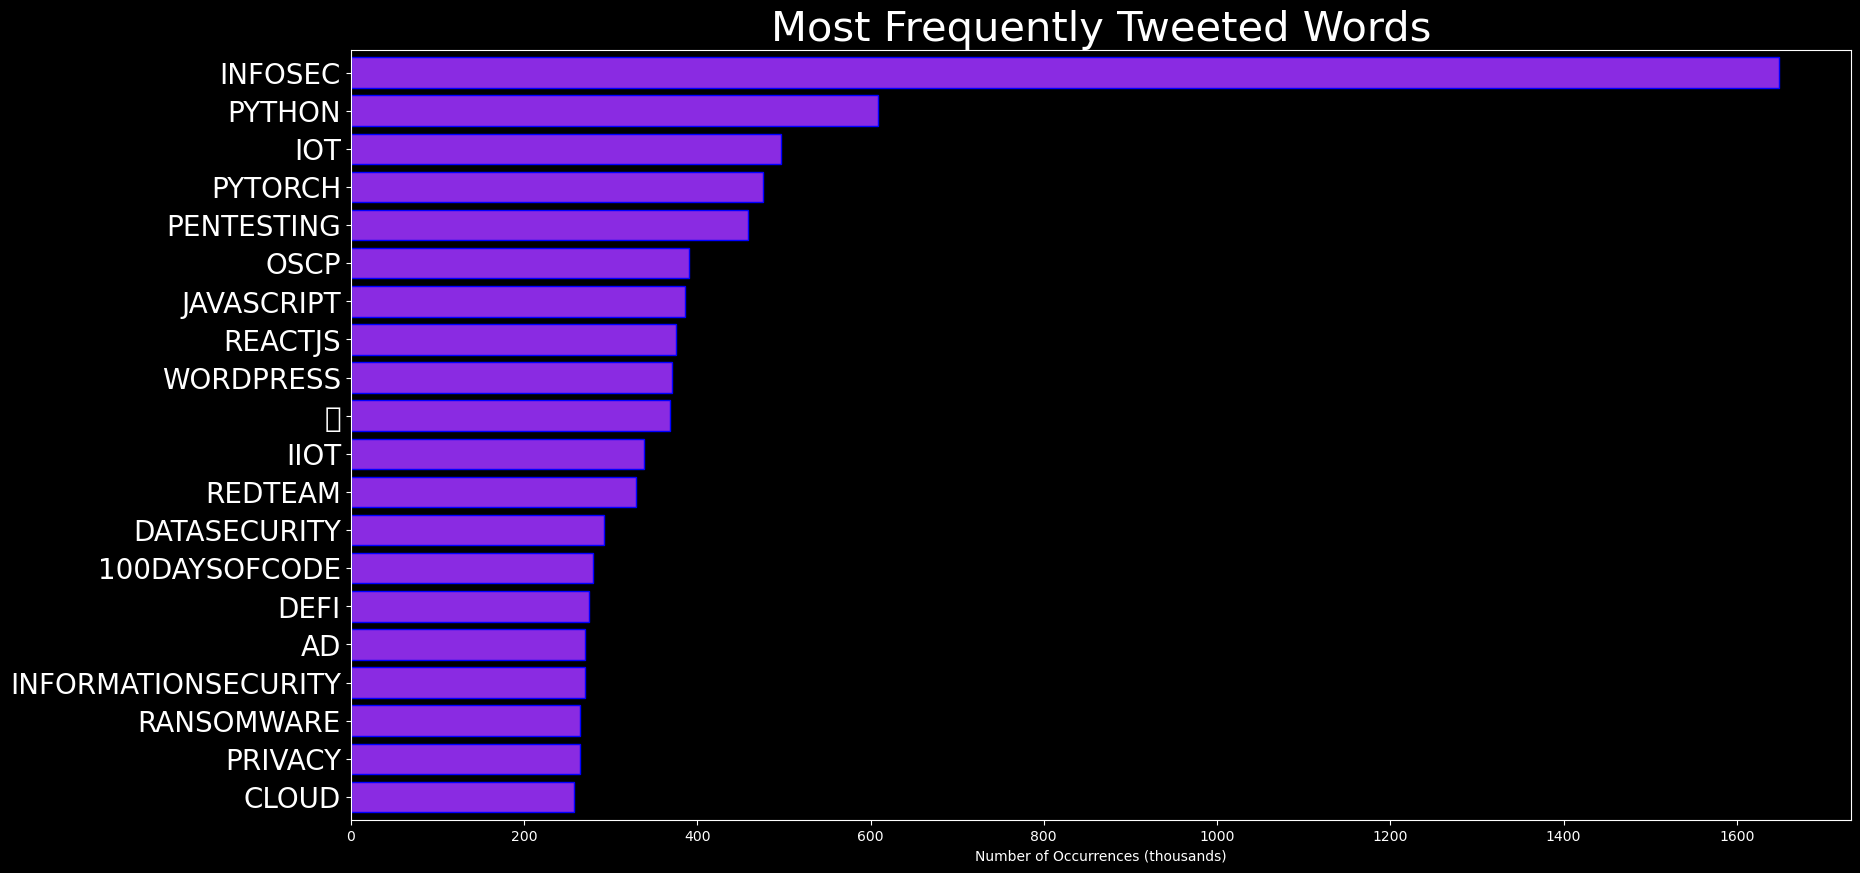 Most Frequently Tweeted Words
INFOSEC
PYTHON
IOT
PYTORCH
PENTESTING
OSCP
JAVASCRIPT
REACTJS
WORDPRESS
IIOT
REDTEAM
DATASECURITY
100DAYSOFCODE
DEFI
AD
INFORMATIONSECURITY
RANSOMWARE
PRIVACY
CLOUD
0 200 400 600 800 1000 1200 1400 1600
Number of Occurrences (thousands)